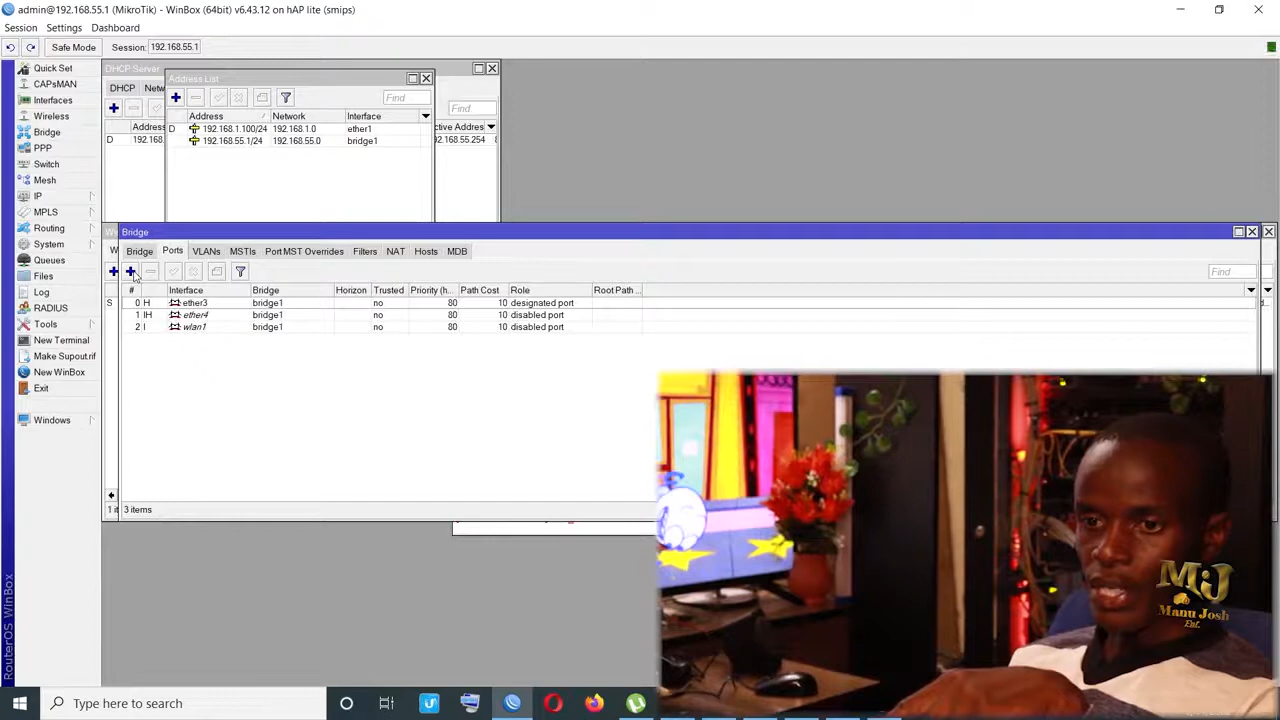 admin@192.168.55.1 (MikroTik) - WinBox (64bit) v6.43.12 on hAP lite (smips)
Session Settings Dashboard
Safe Mode Session: 192.168.55.1
Quick Set
CAPsMAN
Interfaces
Wireless
Bridge
PPP
Switch
Mesh
IP
MPLS
Routing
System
Queues
Files
Log
RADIUS
Tools
New Terminal
Make Supout.rif
New WinBox
Exit
Windows
RouterOS WinBox
DHCP Server
DHCP Netw
Find
Address
ctive Addres
D 192.168. 92.168.55.254
Address List
Find
Address Network Interface
D 192.168.1.100/24 192.168.1.0 ether1
192.168.55.1/24 192.168.55.0 bridge1
Bridge
Bridge Ports VLANs MSTIs Port MST Overrides Filters NAT Hosts MDB
Find
# Interface Bridge Horizon Trusted Priority (h... Path Cost Role Root Path ...
S 0 H ether3 bridge1 no 80 10 designated port
1 IH ether4 bridge1 no 80 10 disabled port
2 I wlan1 bridge1 no 80 10 disabled port
3 items
MJ
Manu Josh
Ent.
Type here to search